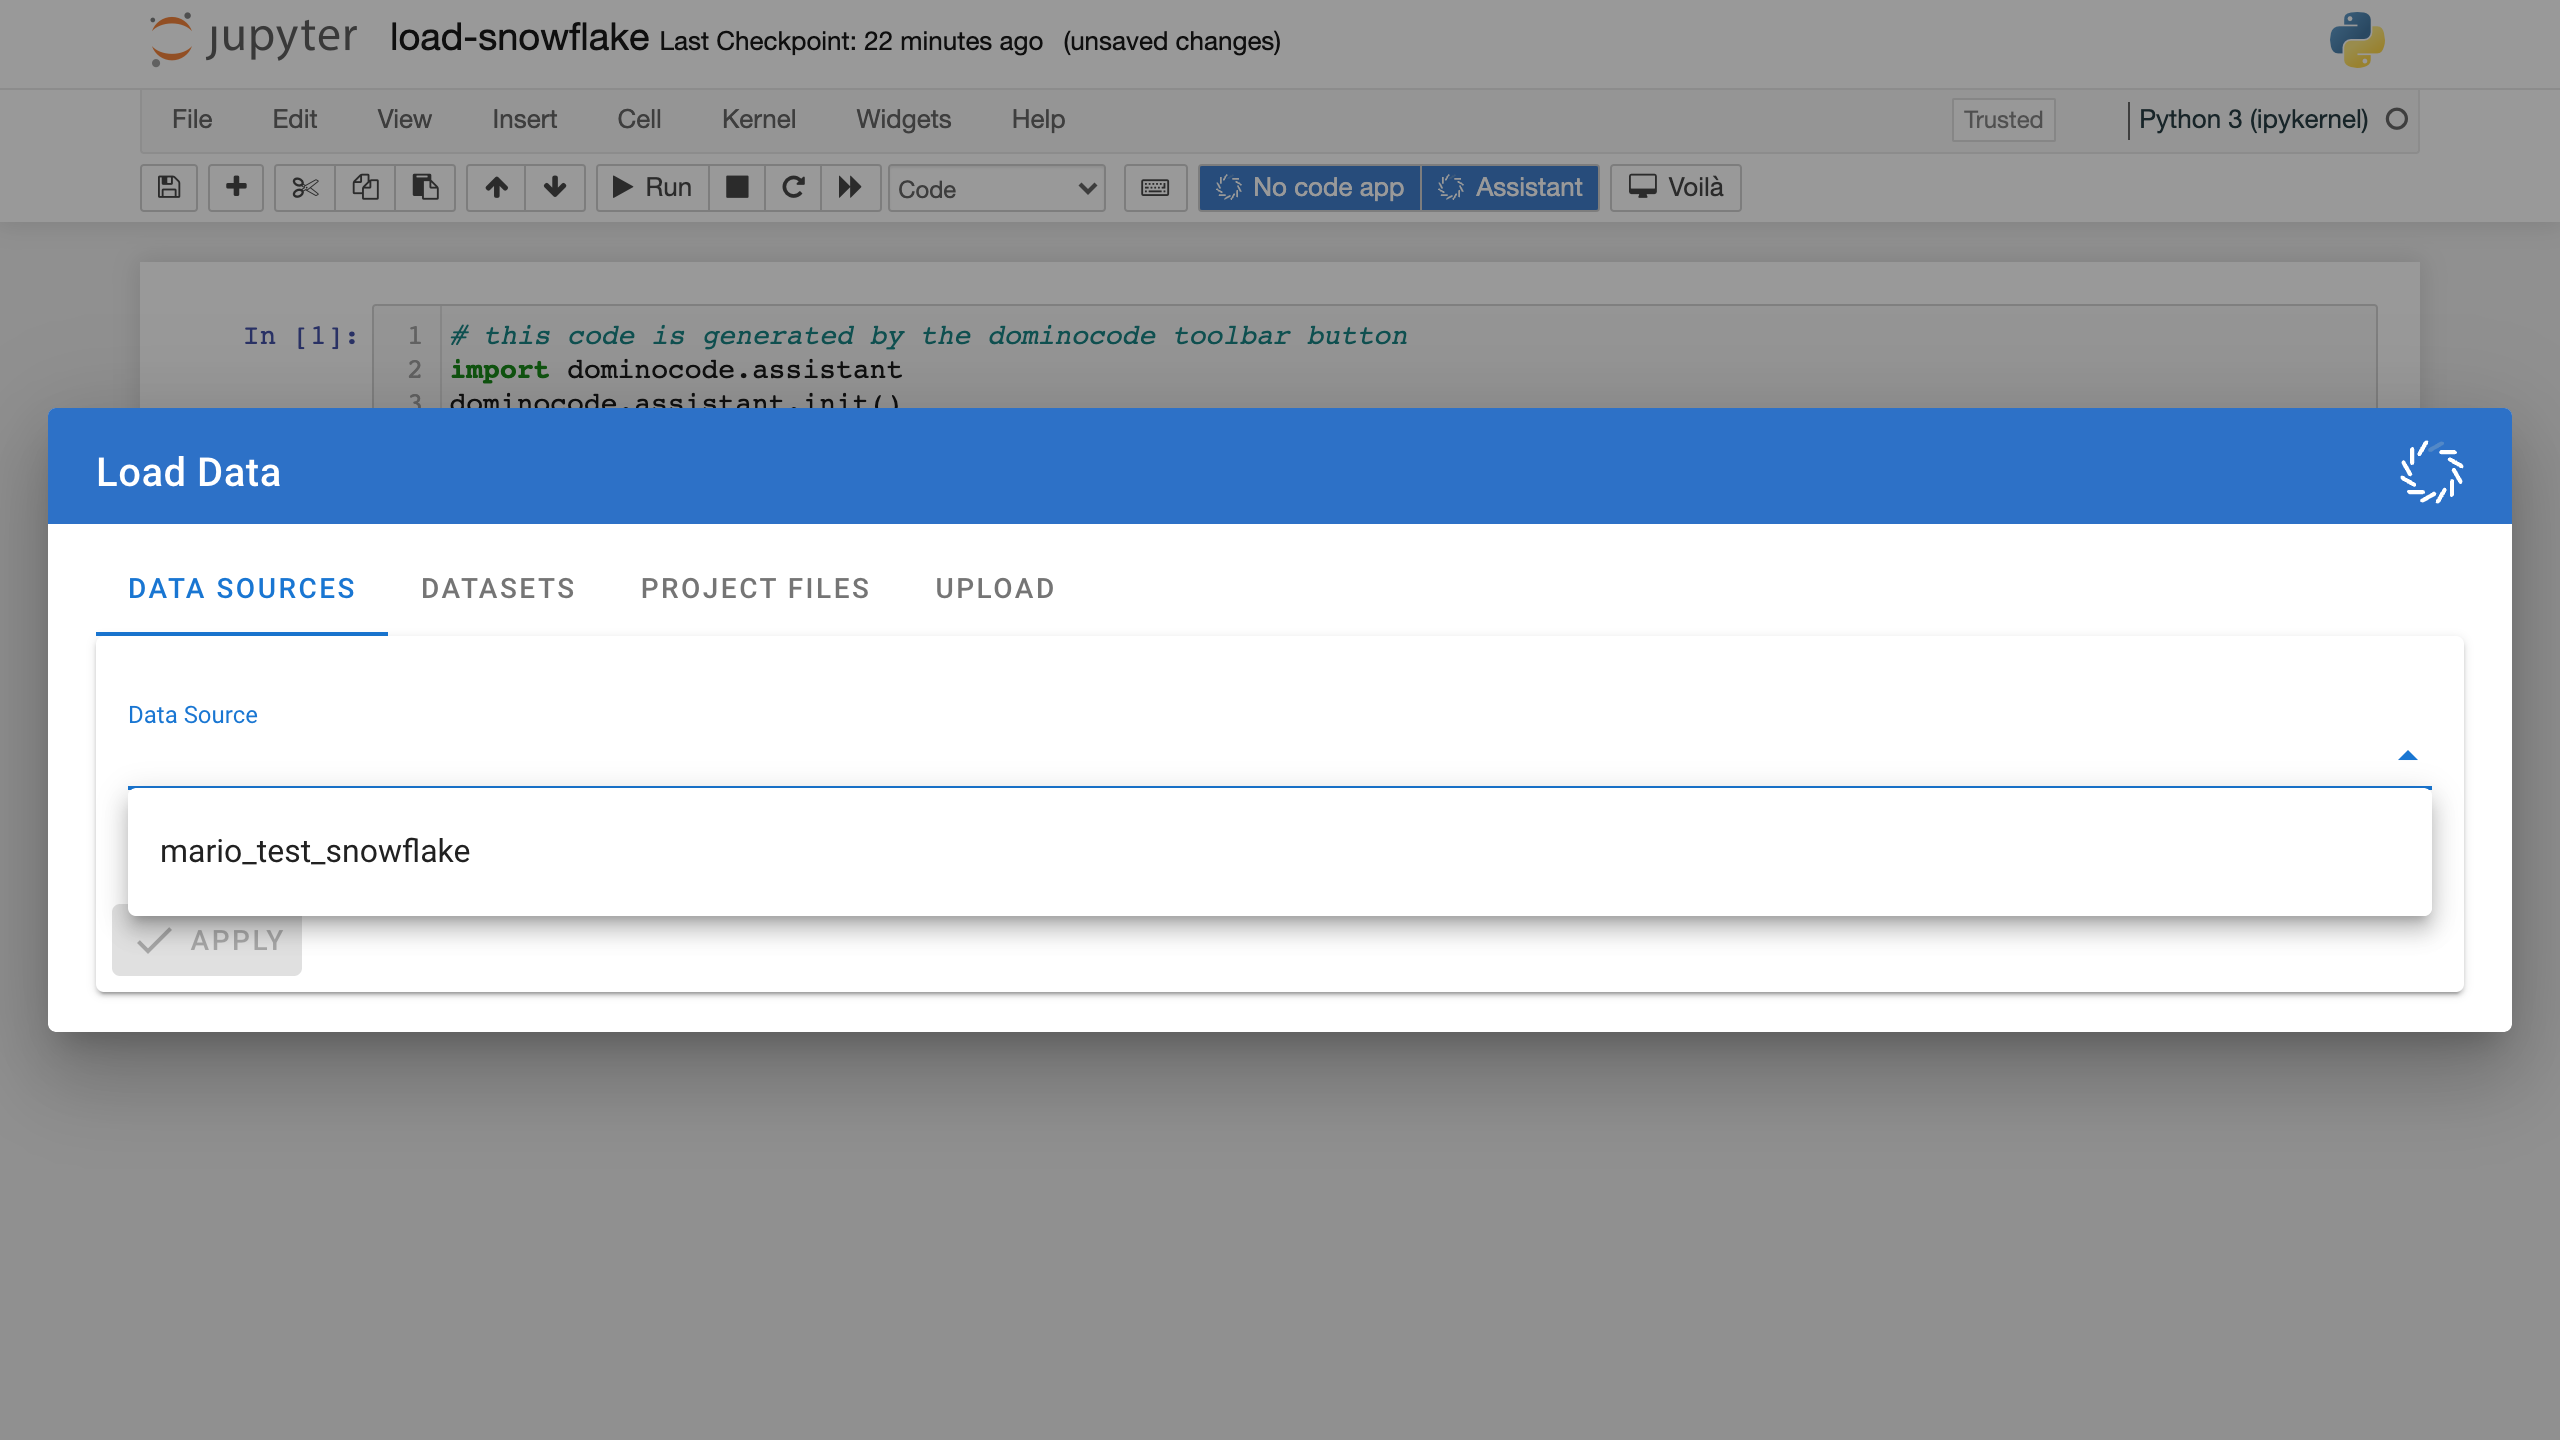 jupyter load-snowflake Last Checkpoint: 22 minutes ago (unsaved changes)
File Edit View Insert Cell Kernel Widgets Help Trusted Python 3 (ipykernel)
Run Code No code app Assistant Voilà
In [1]: 1 # this code is generated by the dominocode toolbar button
2 import dominocode.assistant
3 dominocode.assistant.init()
Load Data
DATA SOURCES DATASETS PROJECT FILES UPLOAD
Data Source
mario_test_snowflake
APPLY